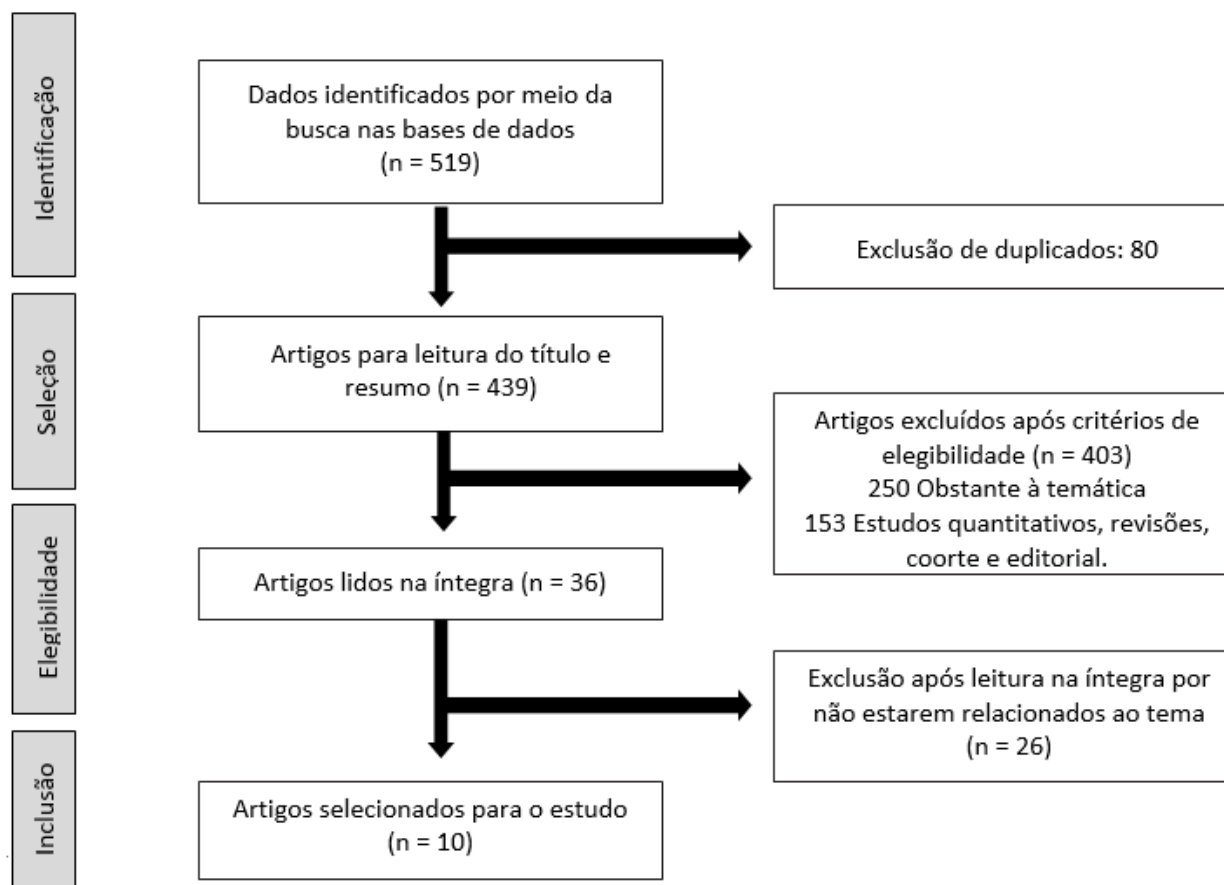 Identificação
Dados identificados por meio da
busca nas bases de dados
(n = 519)
Exclusão de duplicados: 80
Seleção
Artigos para leitura do título e
resumo (n = 439)
Artigos excluídos após critérios de
elegibilidade (n = 403)
250 Obstante à temática
153 Estudos quantitativos, revisões,
coorte e editorial.
Elegibilidade
Artigos lidos na íntegra (n = 36)
Exclusão após leitura na íntegra por
não estarem relacionados ao tema
(n = 26)
Inclusão
Artigos selecionados para o estudo
(n = 10)